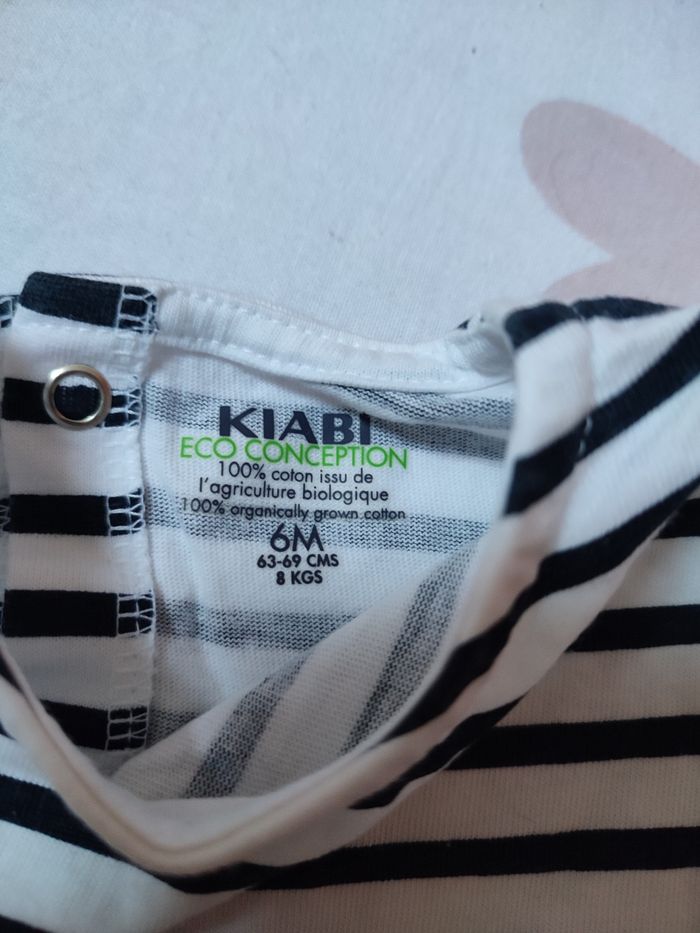 KIABI
ECO CONCEPTION
100% coton issu de
l'agriculture biologique
100% organically grown cotton
6M
63-69 CMS
8 KGS